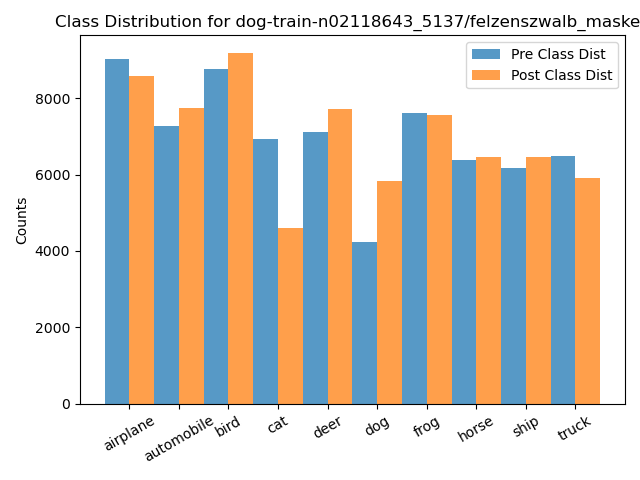 Class Distribution for dog-train-n02118643_5137/felzenszwalb_maske
Pre Class Dist
Post Class Dist
Counts
8000
6000
4000
2000
0
airplane
automobile
bird
cat
deer
dog
frog
horse
ship
truck